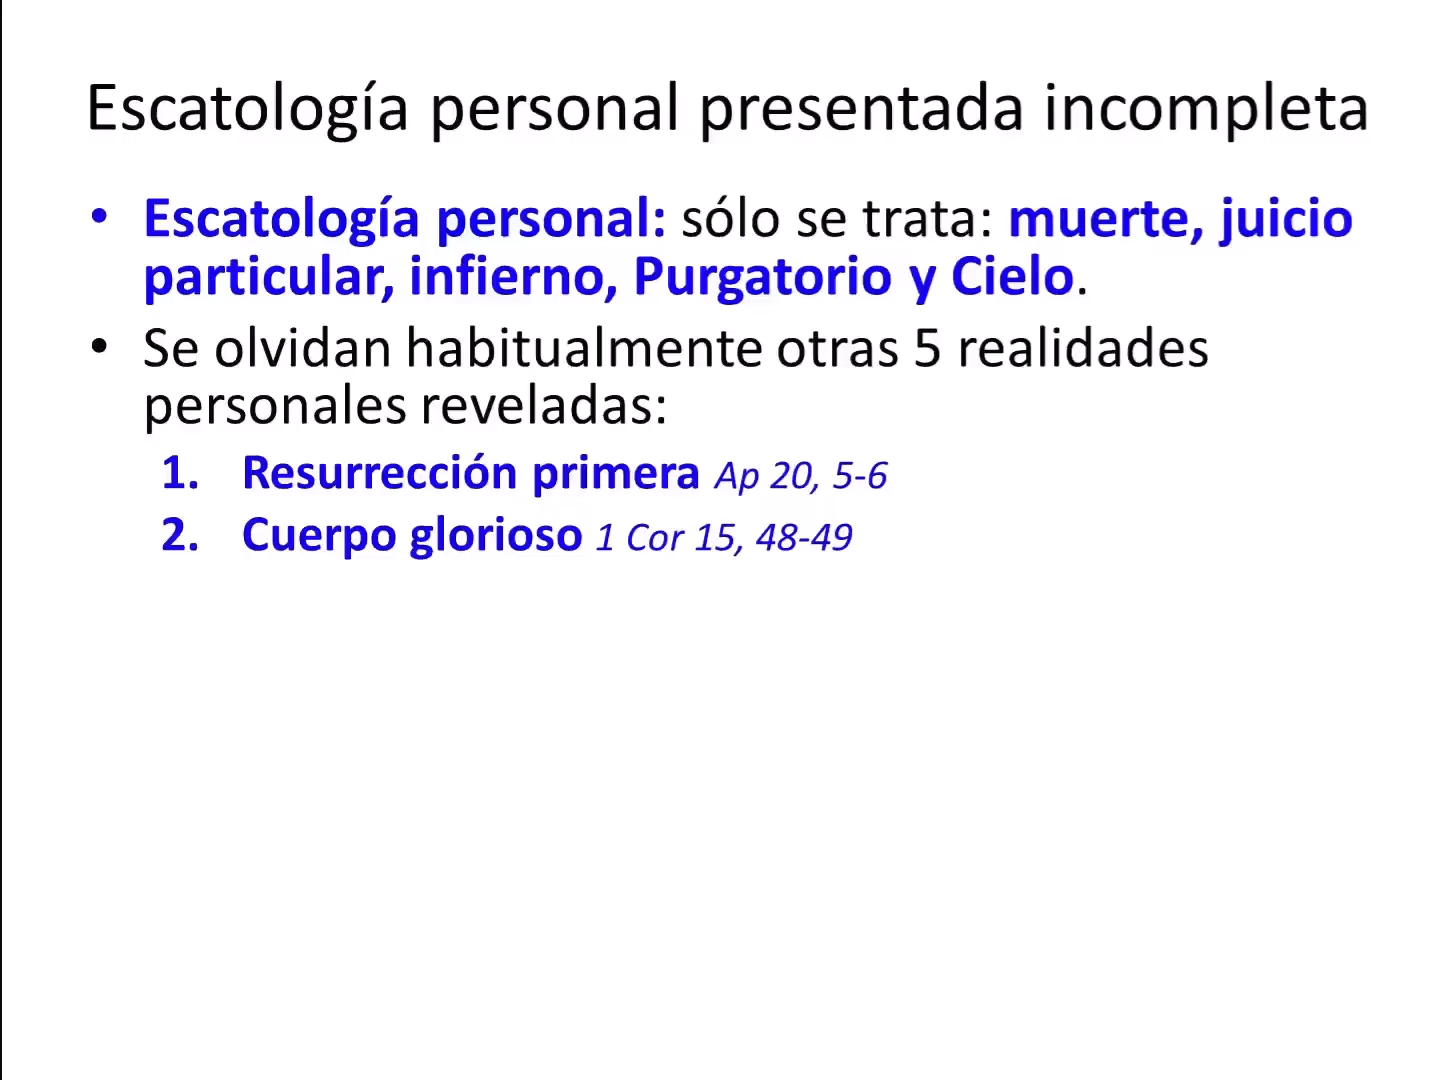 Escatología personal presentada incompleta
• Escatología personal: sólo se trata: muerte, juicio
particular, infierno, Purgatorio y Cielo.
• Se olvidan habitualmente otras 5 realidades
personales reveladas:
1. Resurrección primera Ap 20, 5-6
2. Cuerpo glorioso 1 Cor 15, 48-49